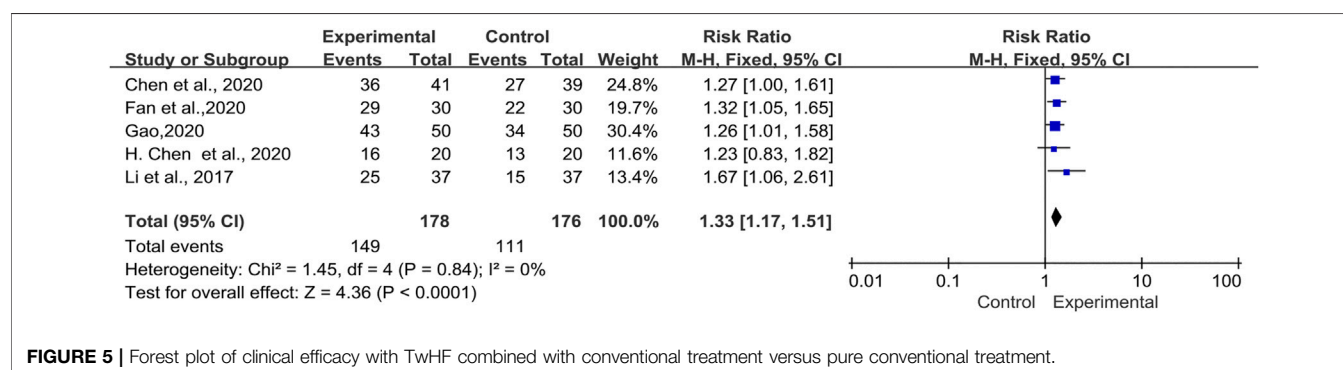 Experimental Control Risk Ratio Risk Ratio
Study or Subgroup Events Total Events Total Weight M-H, Fixed, 95% CI M-H, Fixed, 95% CI
Chen et al., 2020 36 41 27 39 24.8% 1.27 [1.00, 1.61]
Fan et al.,2020 29 30 22 30 19.7% 1.32 [1.05, 1.65]
Gao,2020 43 50 34 50 30.4% 1.26 [1.01, 1.58]
H. Chen et al., 2020 16 20 13 20 11.6% 1.23 [0.83, 1.82]
Li et al., 2017 25 37 15 37 13.4% 1.67 [1.06, 2.61]
Total (95% CI) 178 176 100.0% 1.33 [1.17, 1.51]
Total events 149 111
Heterogeneity: Chi² = 1.45, df = 4 (P = 0.84); I² = 0%
Test for overall effect: Z = 4.36 (P < 0.0001)
0.01 0.1 1 10 100
Control Experimental
FIGURE 5 | Forest plot of clinical efficacy with TwHF combined with conventional treatment versus pure conventional treatment.